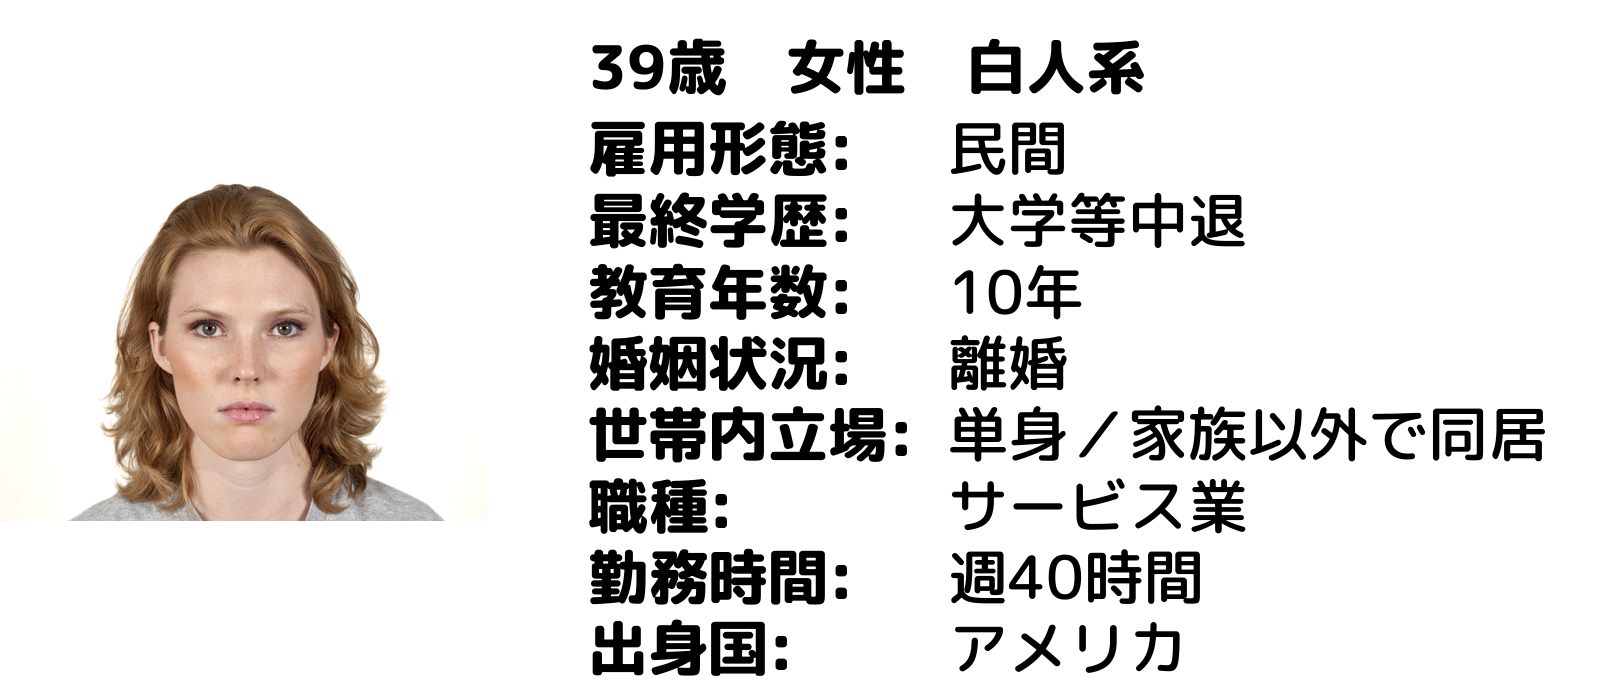 39歳　女性　白人系
雇用形態:　民間
最終学歴:　大学等中退
教育年数:　10年
婚姻状況:　離婚
世帯内立場:　単身／家族以外で同居
職種:　サービス業
勤務時間:　週40時間
出身国:　アメリカ